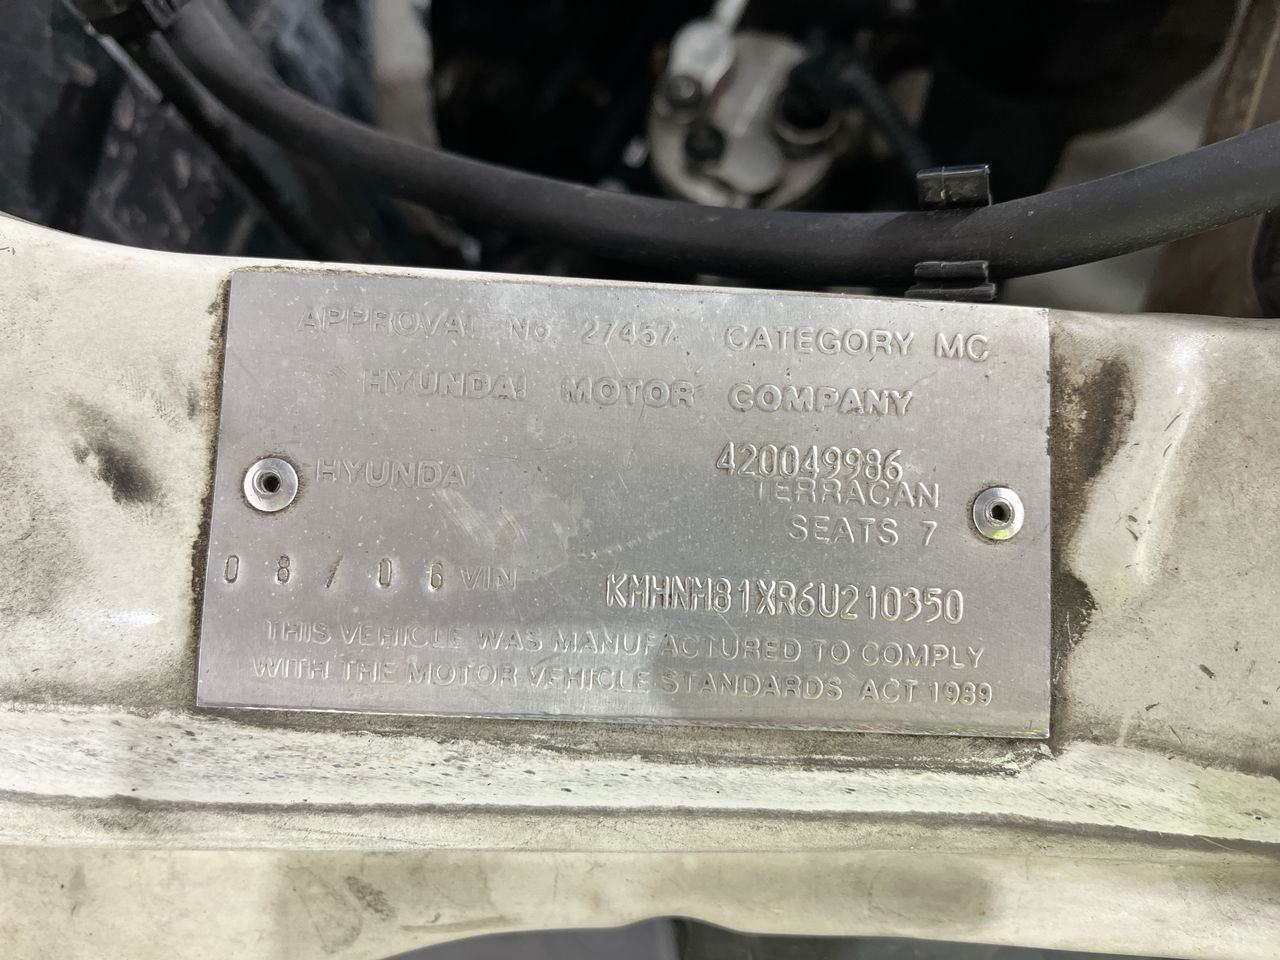 APPROVAL No. 27457 CATEGORY MC
HYUNDAI MOTOR COMPANY
420049986
HYUNDAI TERRACAN
SEATS 7
08/06 VIN KMHNM81XR6U210350
THIS VEHICLE WAS MANUFACTURED TO COMPLY
WITH THE MOTOR VEHICLE STANDARDS ACT 1989